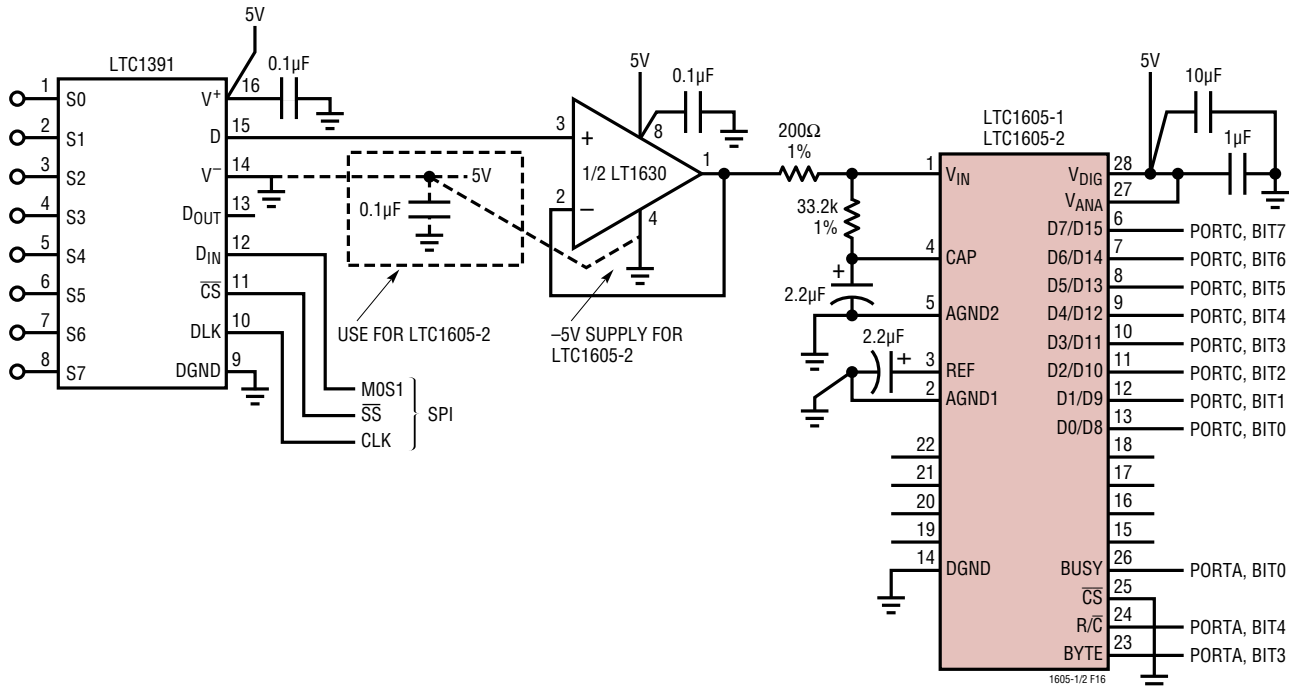 5V
LTC1391
0.1µF
1 S0
2 S1
3 S2
4 S3
5 S4
6 S5
7 S6
8 S7
V+ 16
D 15
V– 14
DOUT 13
DIN 12
CS 11
DLK 10
DGND 9
M0S1
SS
CLK
SPI
5V
0.1µF
USE FOR LTC1605-2
–5V SUPPLY FOR
LTC1605-2
5V
0.1µF
8
3 +
1/2 LT1630
2 –
4
1
200Ω
1%
33.2k
1%
+
2.2µF
2.2µF
+
LTC1605-1
LTC1605-2
1 VIN
4 CAP
5 AGND2
3 REF
2 AGND1
22
21
20
19
14 DGND
5V
10µF
1µF
VDIG 28
VANA 27
D7/D15 6 PORTC, BIT7
D6/D14 7 PORTC, BIT6
D5/D13 8 PORTC, BIT5
D4/D12 9 PORTC, BIT4
D3/D11 10 PORTC, BIT3
D2/D10 11 PORTC, BIT2
D1/D9 12 PORTC, BIT1
D0/D8 13 PORTC, BIT0
18
17
16
15
BUSY 26 PORTA, BIT0
CS 25
R/C 24 PORTA, BIT4
BYTE 23 PORTA, BIT3
1605-1/2 F16